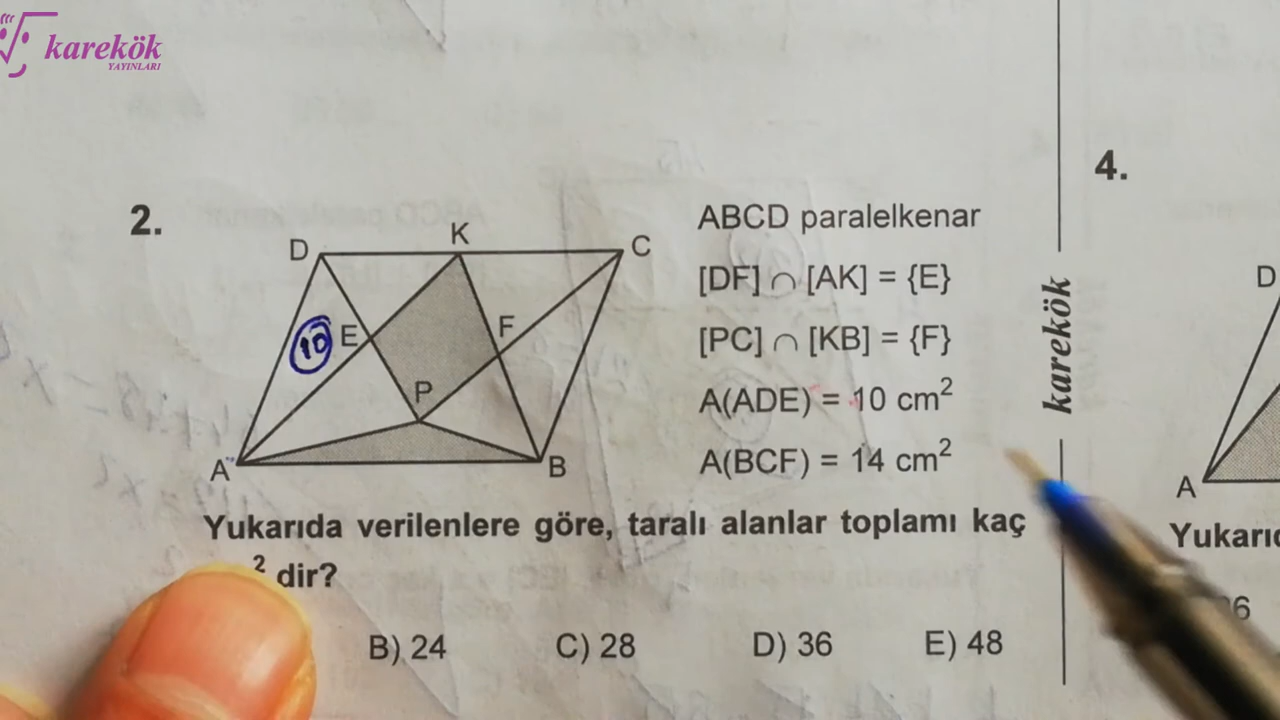 karekök
YAYINLARI
2.
D
K
C
E
10
F
P
A
B
ABCD paralelkenar
[DF] ∩ [AK] = {E}
[PC] ∩ [KB] = {F}
A(ADE) = 10 cm²
A(BCF) = 14 cm²
Yukarıda verilenlere göre, taralı alanlar toplamı kaç
² dir?
B) 24 C) 28 D) 36 E) 48
karekök
4.
D
A